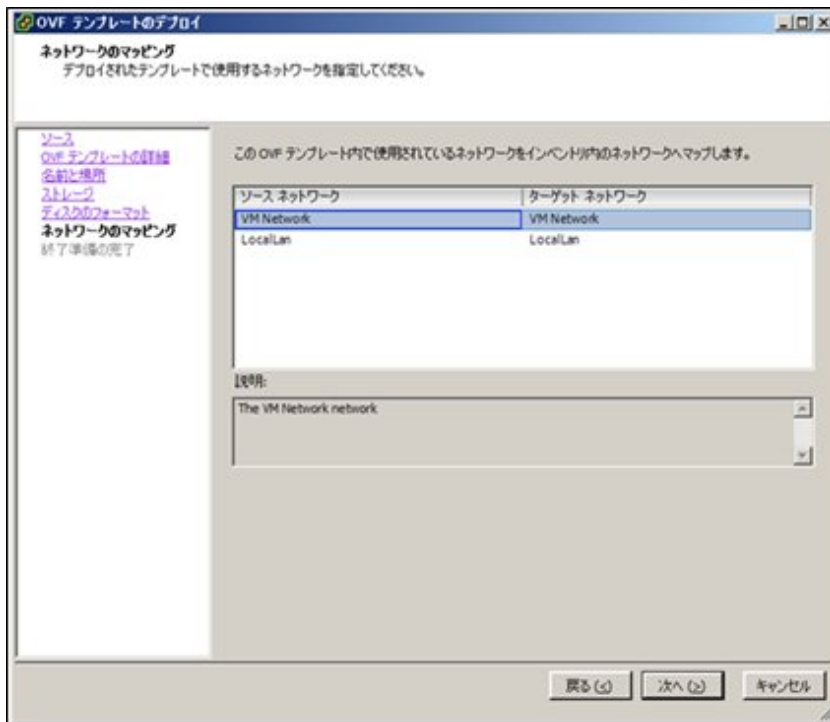 OVF テンプレートのデプロイ
ネットワークのマッピング
デプロイされたテンプレートで使用するネットワークを指定してください。
ソース
OVF テンプレートの詳細
名前と場所
ストレージ
ディスクのフォーマット
ネットワークのマッピング
終了準備の完了
この OVF テンプレート内で使用されているネットワークをインベントリ内のネットワークへマップします。
ソース ネットワーク ターゲット ネットワーク
VM Network VM Network
LocalLan LocalLan
説明:
The VM Network network
戻る (≤) 次へ (≥) キャンセル